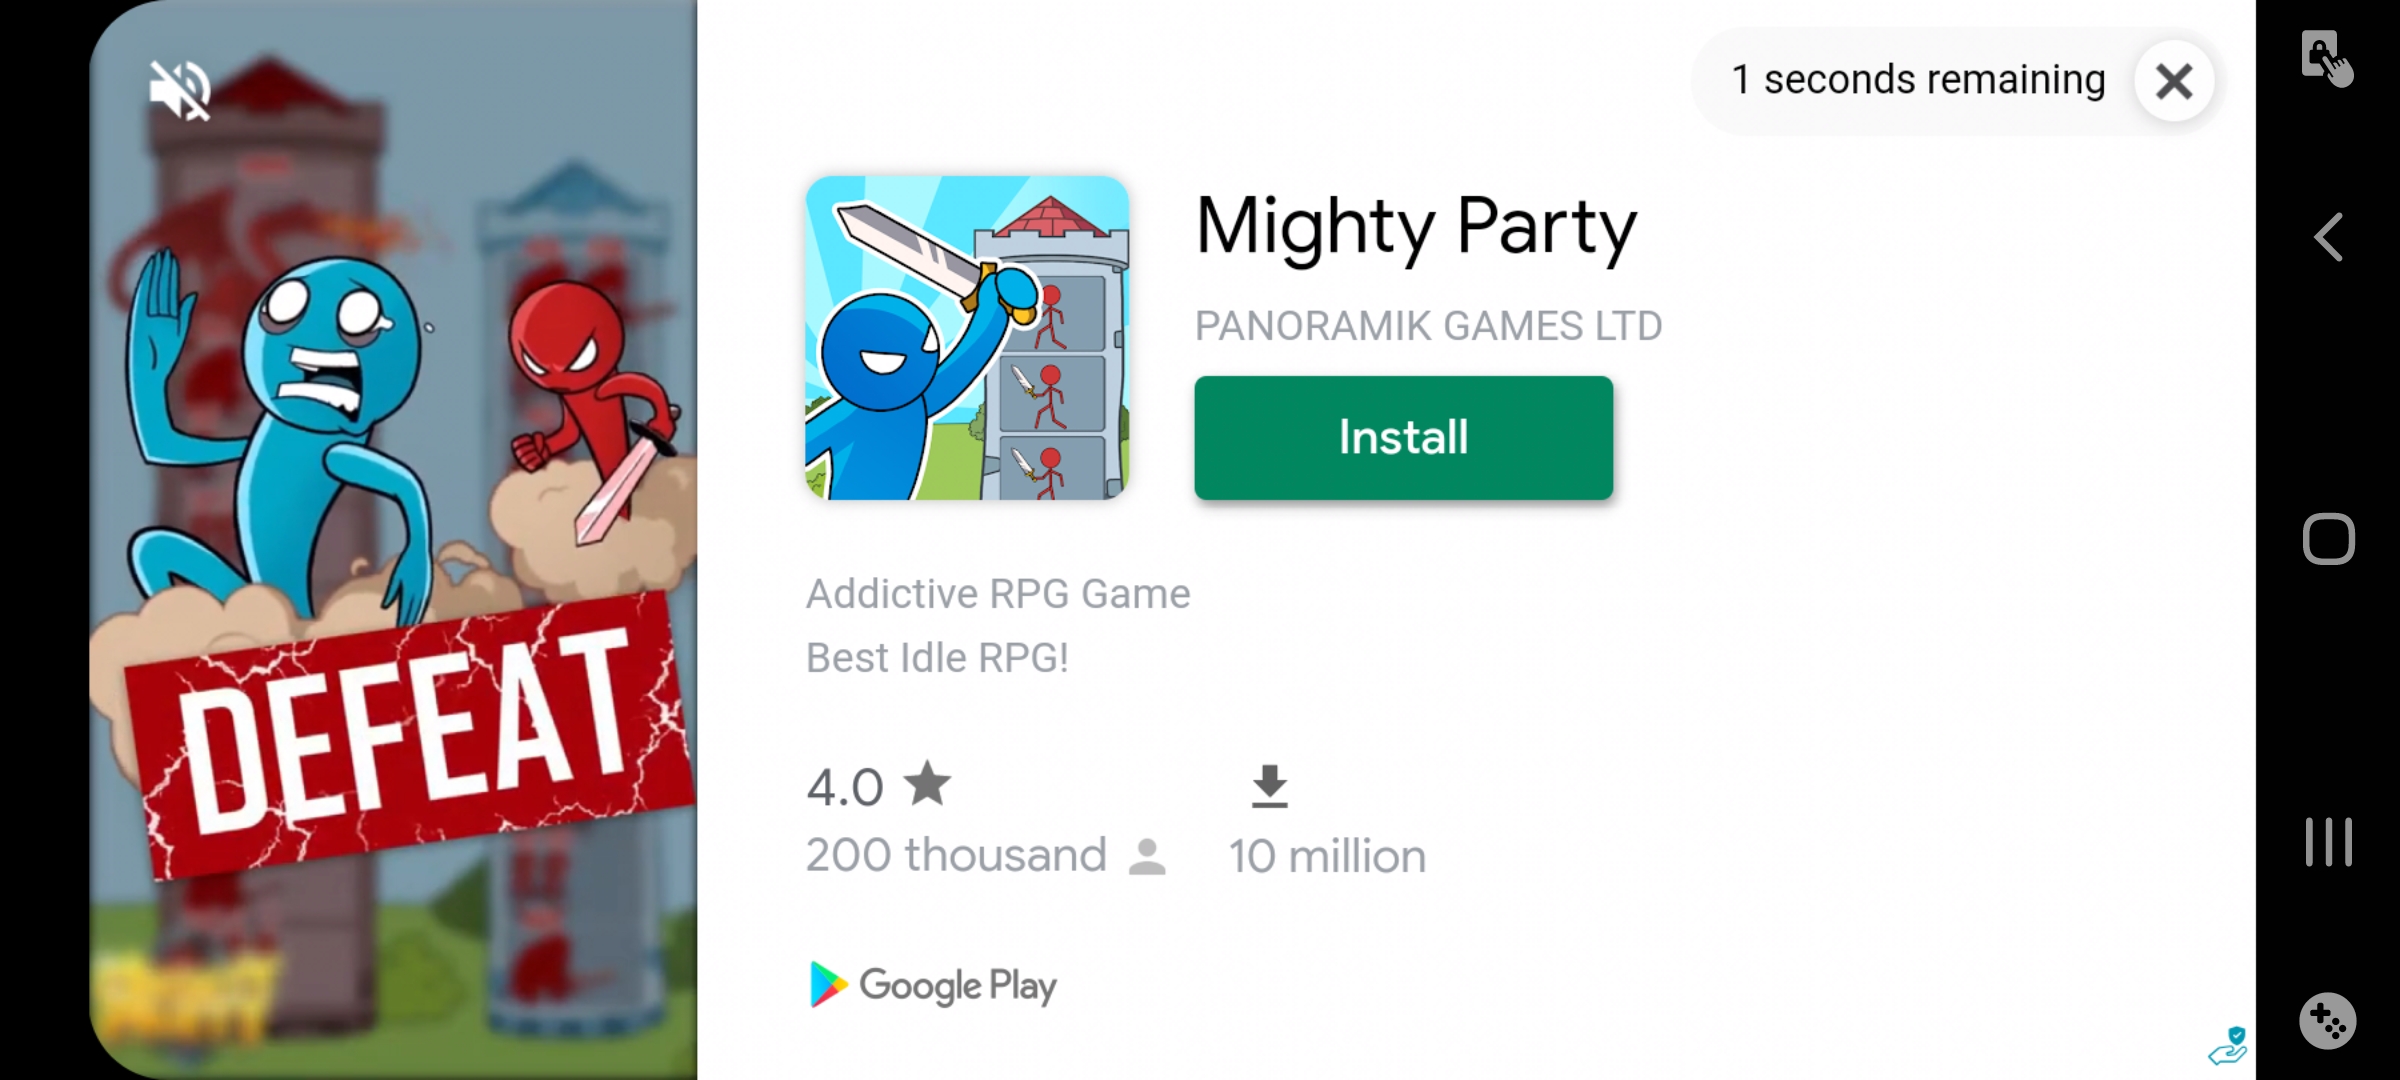 1 seconds remaining
Mighty Party
PANORAMIK GAMES LTD
Install
Addictive RPG Game
Best Idle RPG!
4.0
200 thousand
10 million
Google Play
DEFEAT